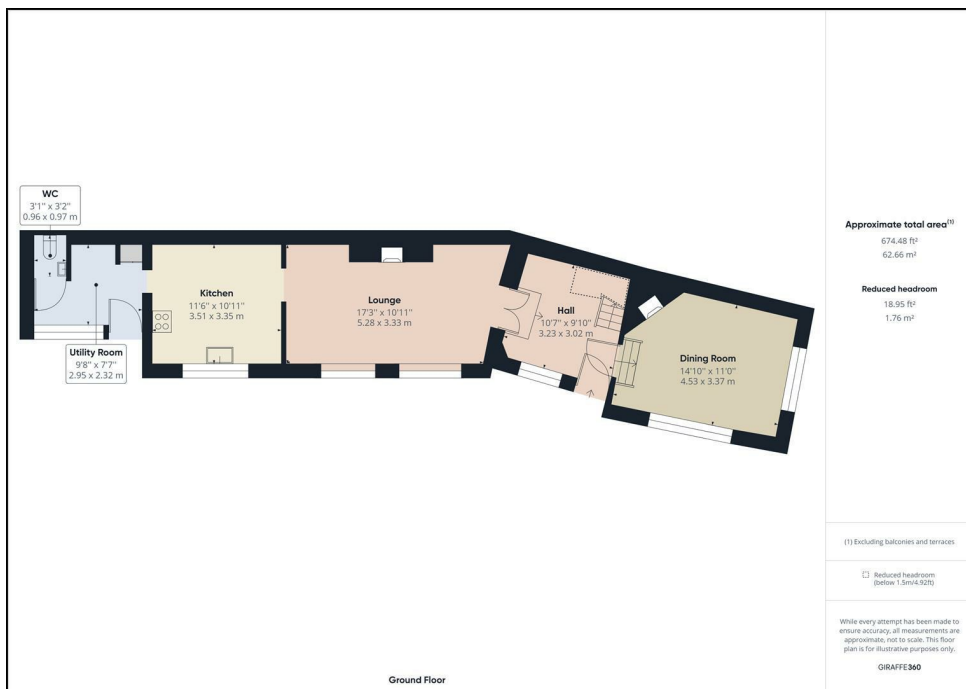 WC
3'1" x 3'2"
0.96 x 0.97 m
Utility Room
9'8" x 7'7"
2.95 x 2.32 m
Kitchen
11'6" x 10'11"
3.51 x 3.35 m
Lounge
17'3" x 10'11"
5.28 x 3.33 m
Hall
10'7" x 9'10"
3.23 x 3.02 m
Dining Room
14'10" x 11'0"
4.53 x 3.37 m
Ground Floor
Approximate total area(1)
674.48 ft²
62.66 m²
Reduced headroom
18.95 ft²
1.76 m²
(1) Excluding balconies and terraces
Reduced headroom
(below 1.5m/4.92ft)
While every attempt has been made to
ensure accuracy, all measurements are
approximate, not to scale. This floor
plan is for illustrative purposes only.
GIRAFFE360